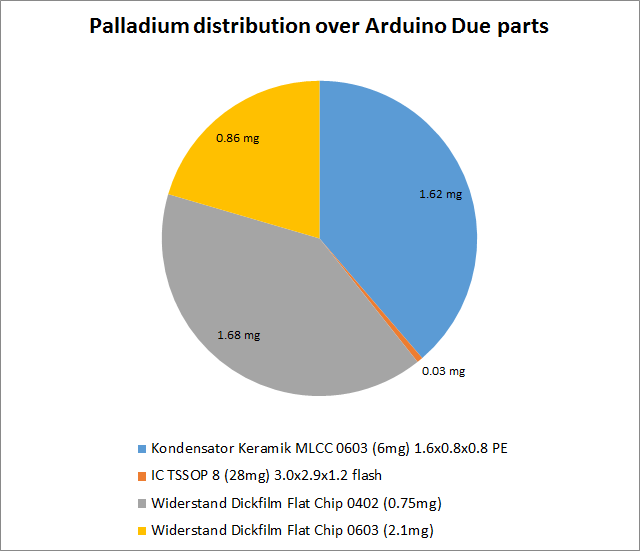 Palladium distribution over Arduino Due parts
0.86 mg
1.62 mg
1.68 mg
0.03 mg
Kondensator Keramik MLCC 0603 (6mg) 1.6x0.8x0.8 PE
IC TSSOP 8 (28mg) 3.0x2.9x1.2 flash
Widerstand Dickfilm Flat Chip 0402 (0.75mg)
Widerstand Dickfilm Flat Chip 0603 (2.1mg)